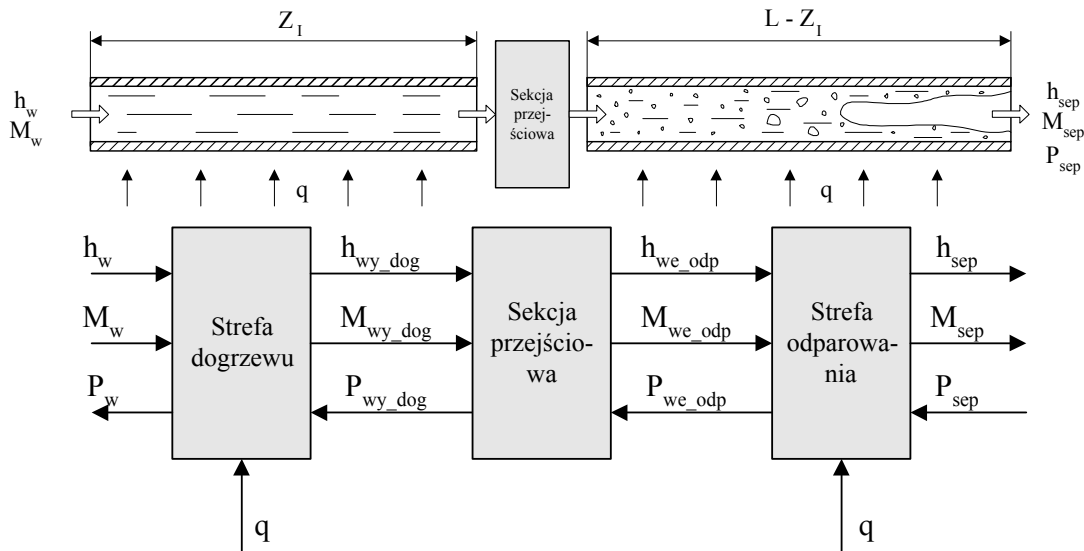 Z_I
L - Z_I
h_w
M_w
Sekcja
przej-
ściowa
h_sep
M_sep
P_sep
q
q
h_w
h_wy_dog
h_we_odp
h_sep
M_w
M_wy_dog
M_we_odp
M_sep
P_w
P_wy_dog
P_we_odp
P_sep
Strefa
dogrzewu
Sekcja
przejścio-
wa
Strefa
odparowa-
nia
q
q